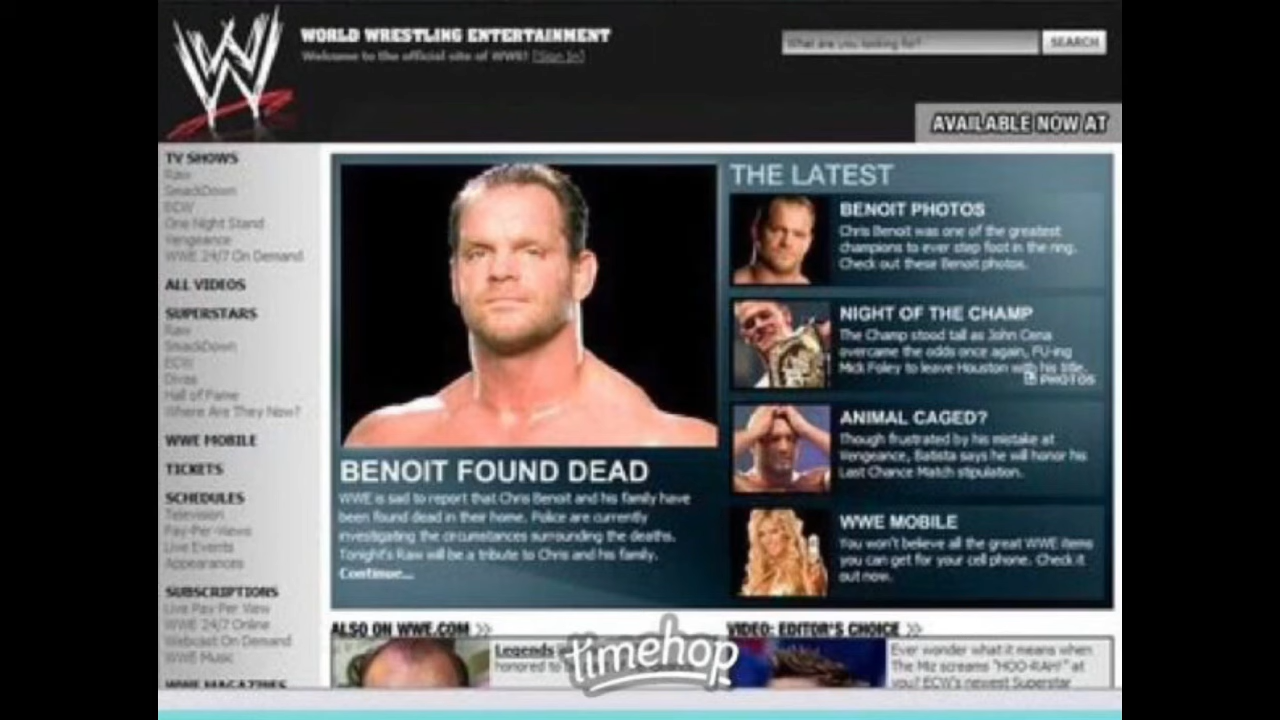 WORLD WRESTLING ENTERTAINMENT
Welcome to the official site of WWE! [Sign In]
What are you looking for?
SEARCH
AVAILABLE NOW AT
TV SHOWS
Raw
SmackDown
ECW
One Night Stand
Vengeance
WWE 24/7 On Demand
ALL VIDEOS
SUPERSTARS
Raw
SmackDown
ECW
Divas
Hall of Fame
Where Are They Now?
WWE MOBILE
TICKETS
SCHEDULES
Television
Pay-Per-Views
Live Events
Appearances
SUBSCRIPTIONS
Live Pay Per View
WWE 24/7 Online
Webcast On Demand
WWE Music
WWE MAGAZINES
BENOIT FOUND DEAD
WWE is sad to report that Chris Benoit and his family have
been found dead in their home. Police are currently
investigating the circumstances surrounding the deaths.
Tonight's Raw will be a tribute to Chris and his family.
Continue...
THE LATEST
BENOIT PHOTOS
Chris Benoit was one of the greatest
champions to ever step foot in the ring.
Check out these Benoit photos.
NIGHT OF THE CHAMP
The Champ stood tall as John Cena
overcame the odds once again, FU-ing
Mick Foley to leave Houston with his title.
PHOTOS
ANIMAL CAGED?
Though frustrated by his mistake at
Vengeance, Batista says he will honor his
Last Chance Match stipulation.
WWE MOBILE
You won't believe all the great WWE items
you can get for your cell phone. Check it
out now.
ALSO ON WWE.COM >>
Legends
honored to
VIDEO: EDITOR'S CHOICE >>
Ever wonder what it means when
The Miz screams "HOO-RAH!" at
you? ECW's newest Superstar
timehop